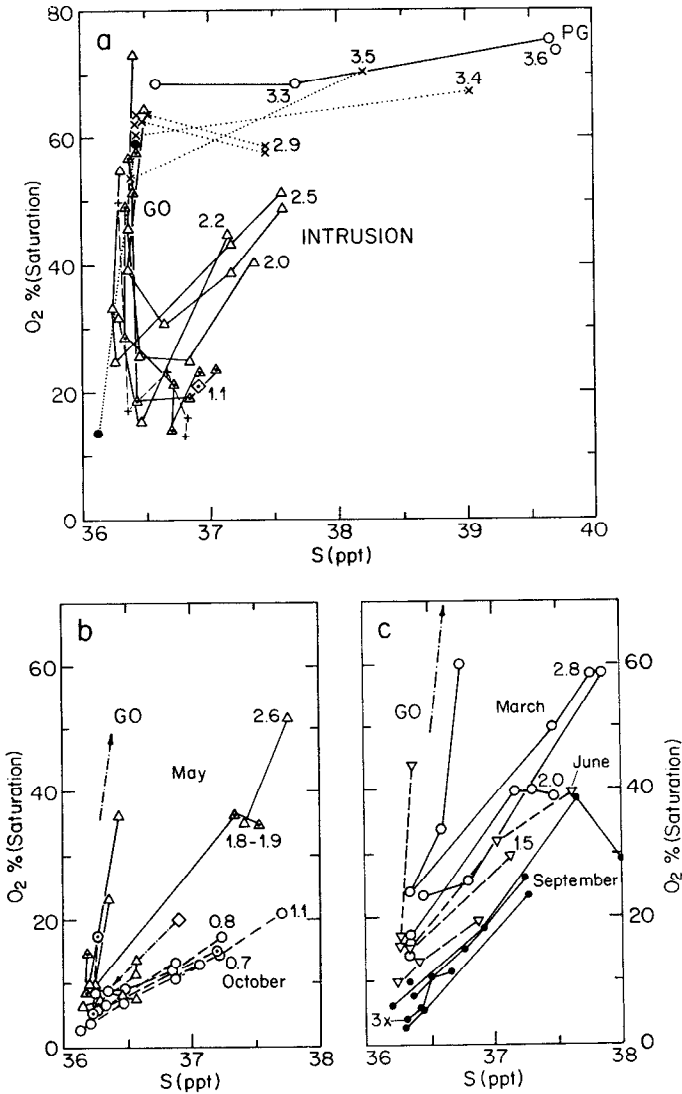 a
80
60
40
20
0
O₂ %(Saturation)
PG
3.5
3.6
3.4
3.3
2.9
GO
2.5
2.2
INTRUSION
2.0
1.1
36 37 38 39 40
S (ppt)
b
60
40
20
0
O₂ %(Saturation)
GO
2.6
May
1.8-1.9
0.8
1.1
0.7
October
36 37 38
S (ppt)
c
60
40
20
0
O₂ %(Saturation)
2.8
GO
March
June
2.0
1.5
September
3x
36 37 38
S (ppt)